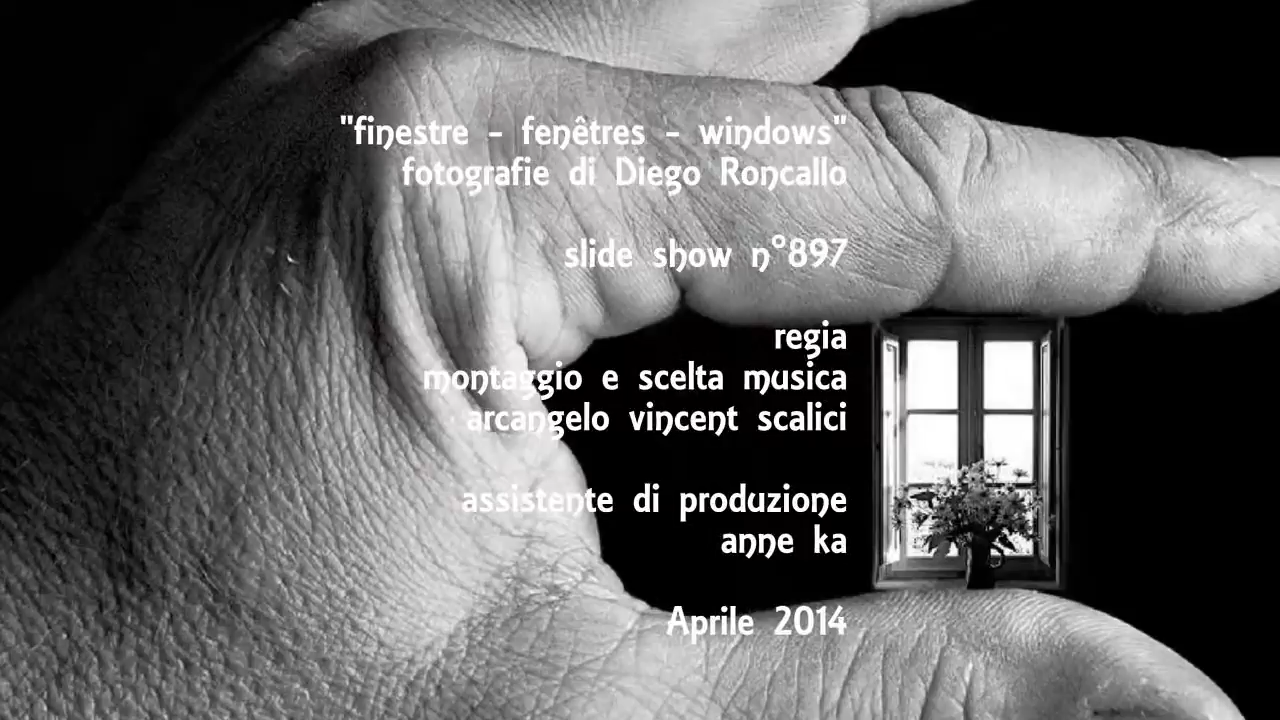 "finestre - fenêtres - windows"
fotografie di Diego Roncallo
slide show n°897
regia
montaggio e scelta musica
arcangelo vincent scalici
assistente di produzione
anne ka
Aprile 2014